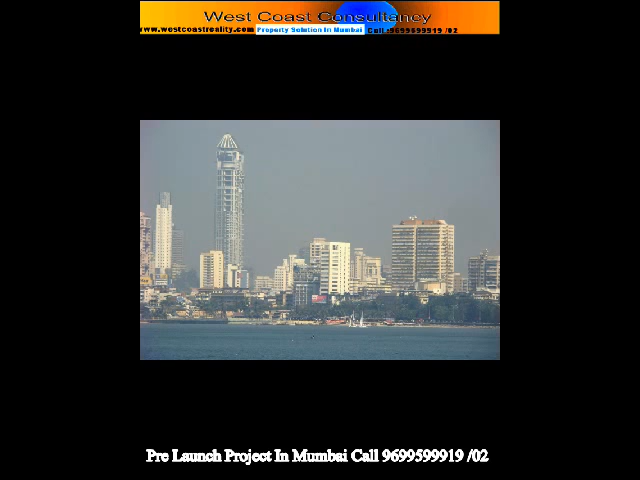 West Coast Consultancy
www.westcoastreality.com Property Solution In Mumbai Call.:9699699919 /02
Pre Launch Project In Mumbai Call 9699599919 /02